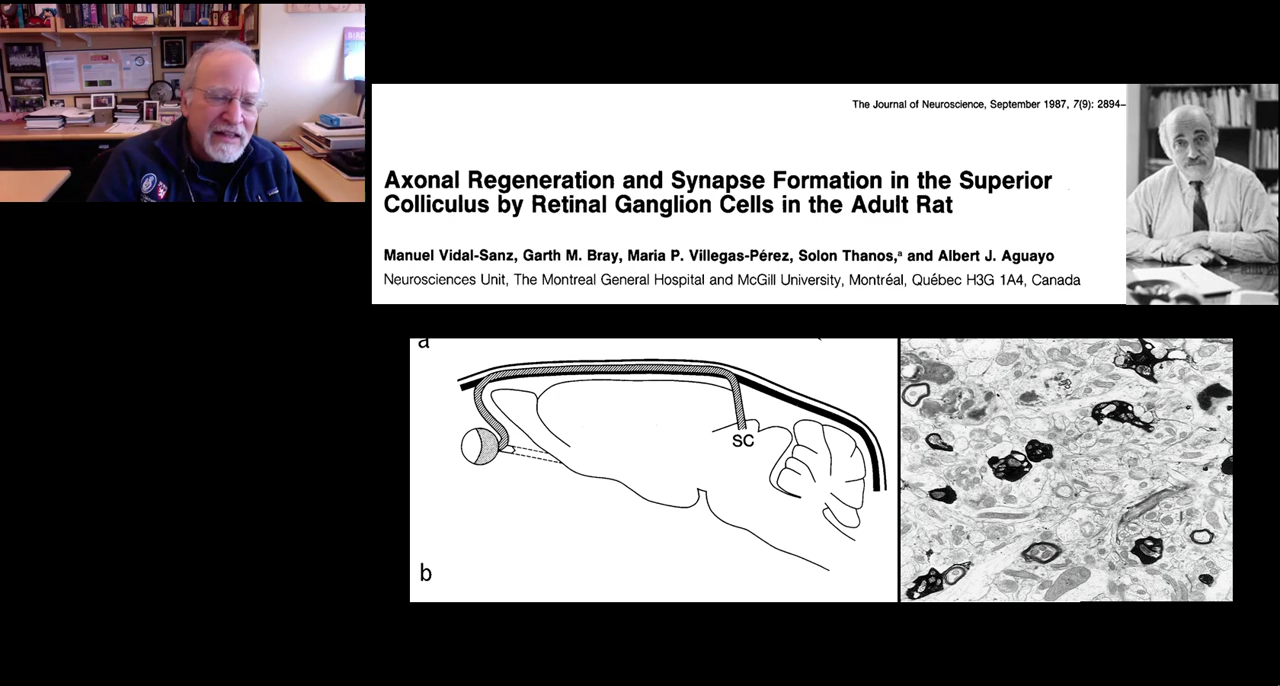 The Journal of Neuroscience, September 1987, 7(9): 2894–
Axonal Regeneration and Synapse Formation in the Superior
Colliculus by Retinal Ganglion Cells in the Adult Rat
Manuel Vidal-Sanz, Garth M. Bray, Maria P. Villegas-Pérez, Solon Thanos,ᵃ and Albert J. Aguayo
Neurosciences Unit, The Montreal General Hospital and McGill University, Montréal, Québec H3G 1A4, Canada
a
SC
b